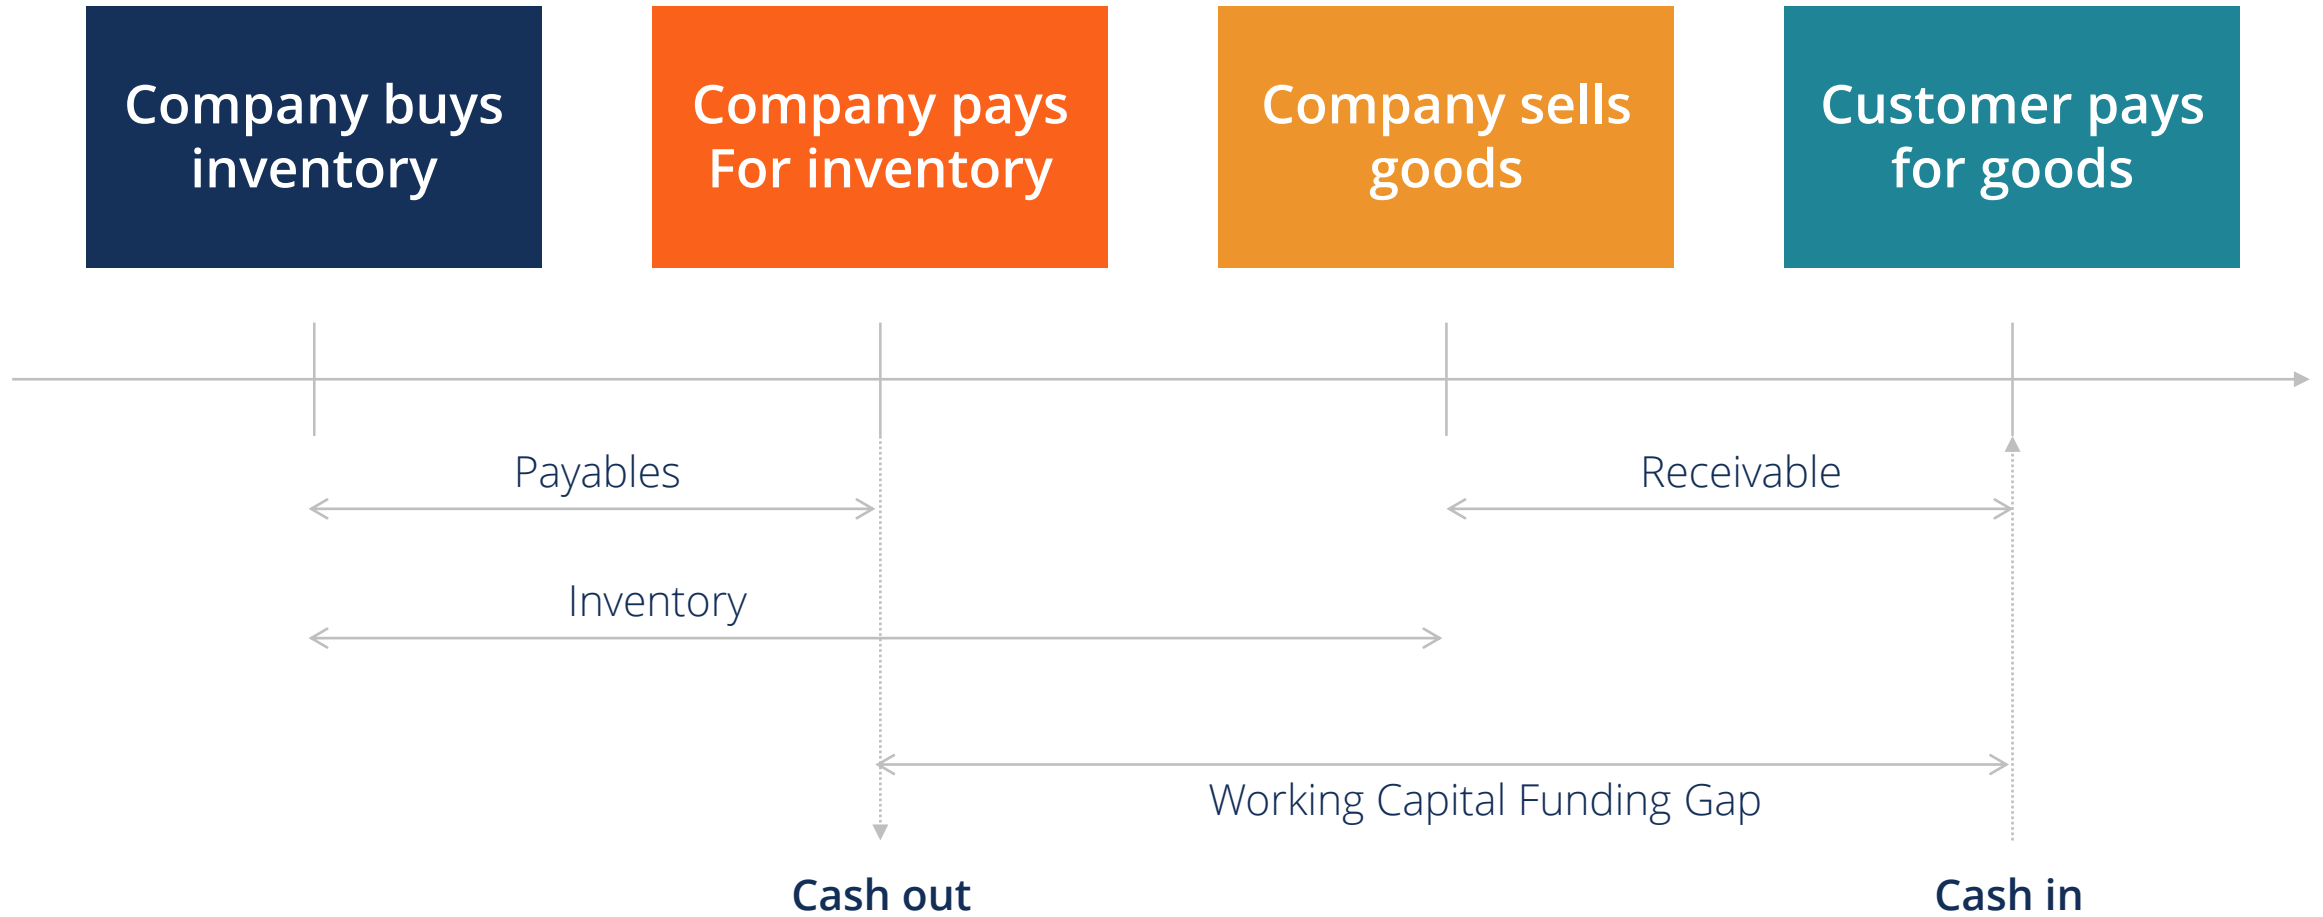 Company buys
inventory
Company pays
For inventory
Company sells
goods
Customer pays
for goods
Payables
Receivable
Inventory
Working Capital Funding Gap
Cash out
Cash in